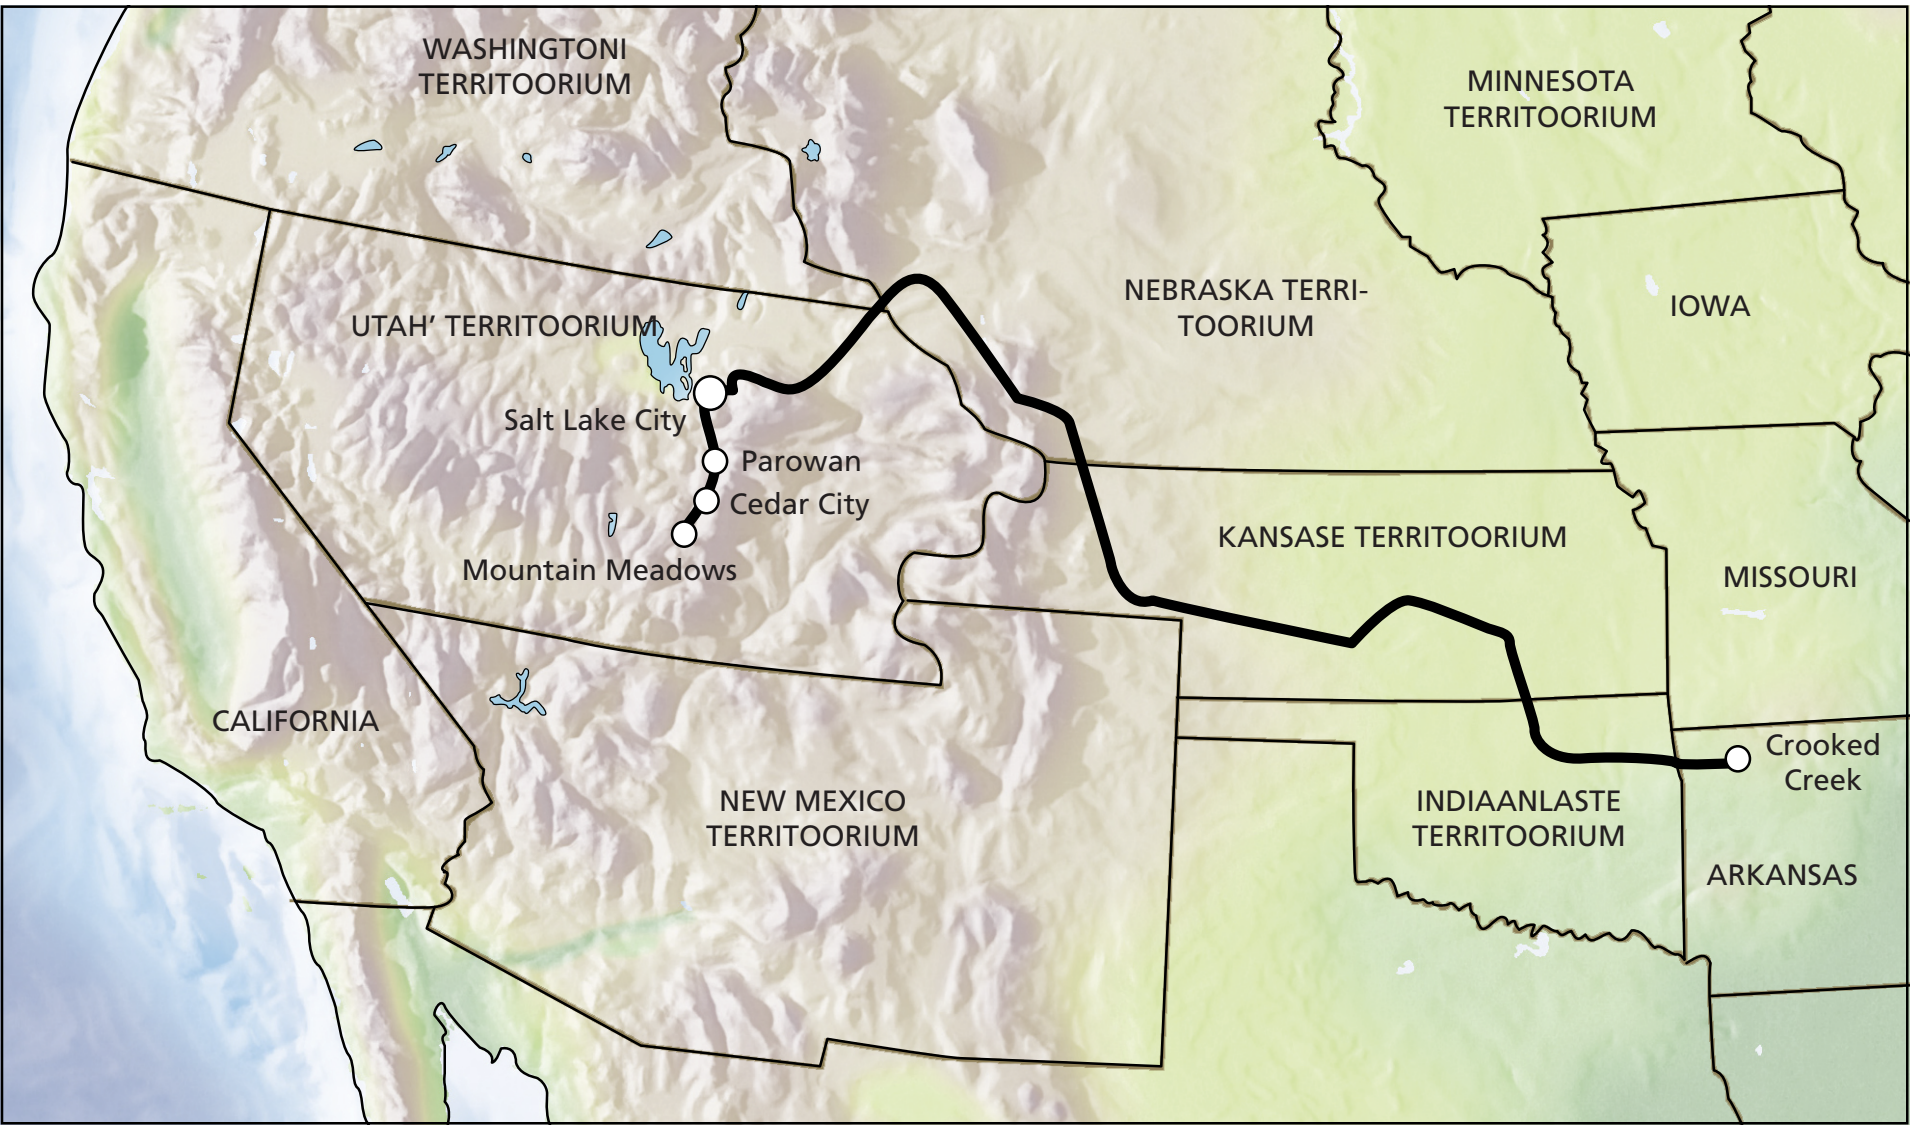 WASHINGTONI
TERRITOORIUM
MINNESOTA
TERRITOORIUM
NEBRASKA TERRI-
TOORIUM
IOWA
UTAH’ TERRITOORIUM
Salt Lake City
Parowan
Cedar City
Mountain Meadows
KANSASE TERRITOORIUM
MISSOURI
CALIFORNIA
NEW MEXICO
TERRITOORIUM
INDIAANLASTE
TERRITOORIUM
Crooked
Creek
ARKANSAS